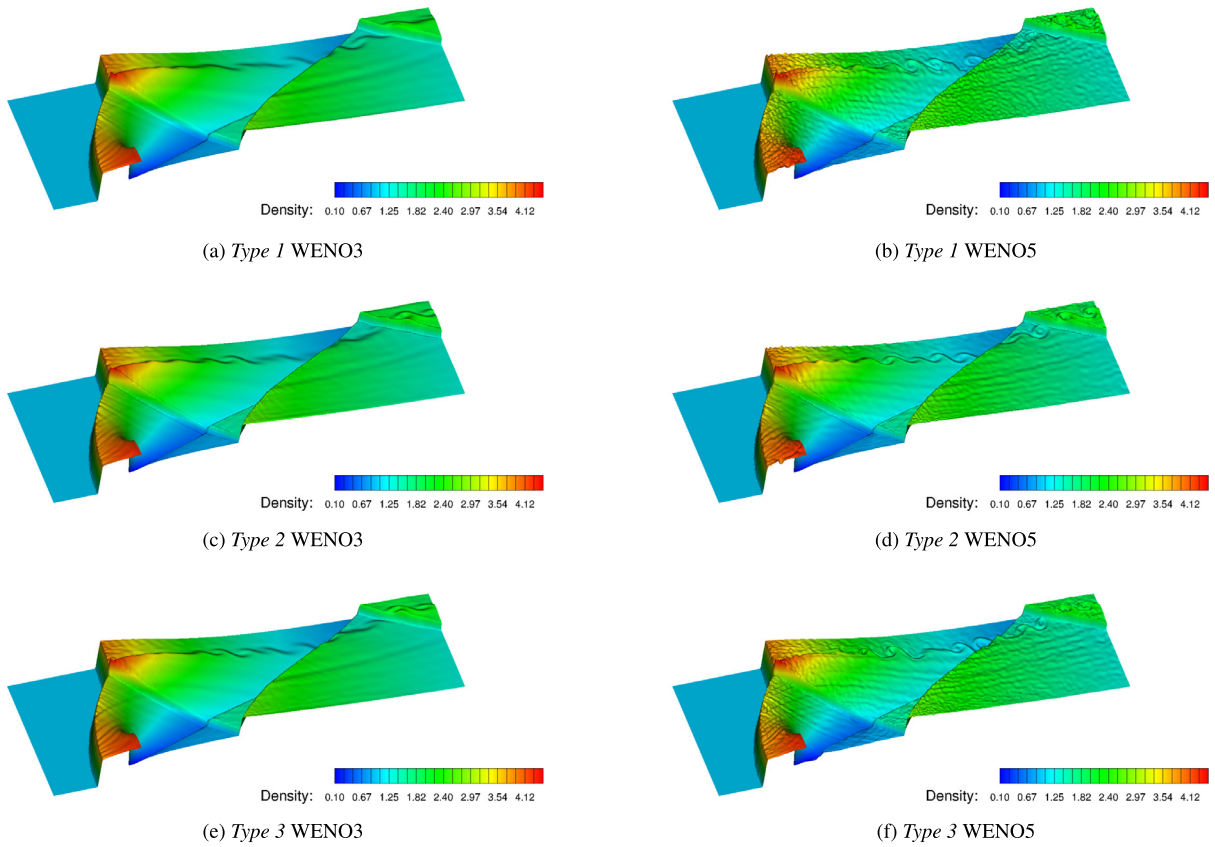 Density: 0.10 0.67 1.25 1.82 2.40 2.97 3.54 4.12
Density: 0.10 0.67 1.25 1.82 2.40 2.97 3.54 4.12
(a) Type 1 WENO3
(b) Type 1 WENO5
Density: 0.10 0.67 1.25 1.82 2.40 2.97 3.54 4.12
Density: 0.10 0.67 1.25 1.82 2.40 2.97 3.54 4.12
(c) Type 2 WENO3
(d) Type 2 WENO5
Density: 0.10 0.67 1.25 1.82 2.40 2.97 3.54 4.12
Density: 0.10 0.67 1.25 1.82 2.40 2.97 3.54 4.12
(e) Type 3 WENO3
(f) Type 3 WENO5